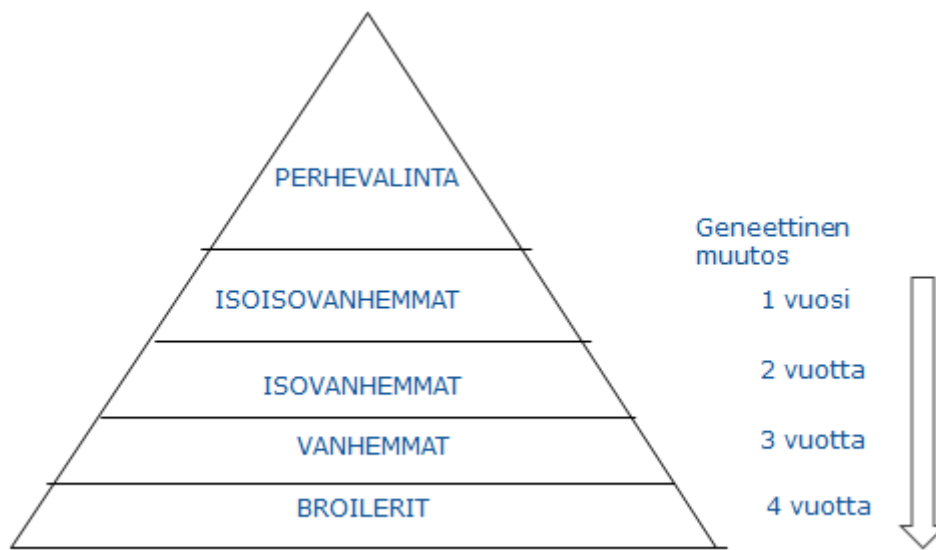 PERHEVALINTA
Geneettinen
muutos
ISOISOVANHEMMAT
1 vuosi
ISOVANHEMMAT
2 vuotta
VANHEMMAT
3 vuotta
BROILERIT
4 vuotta